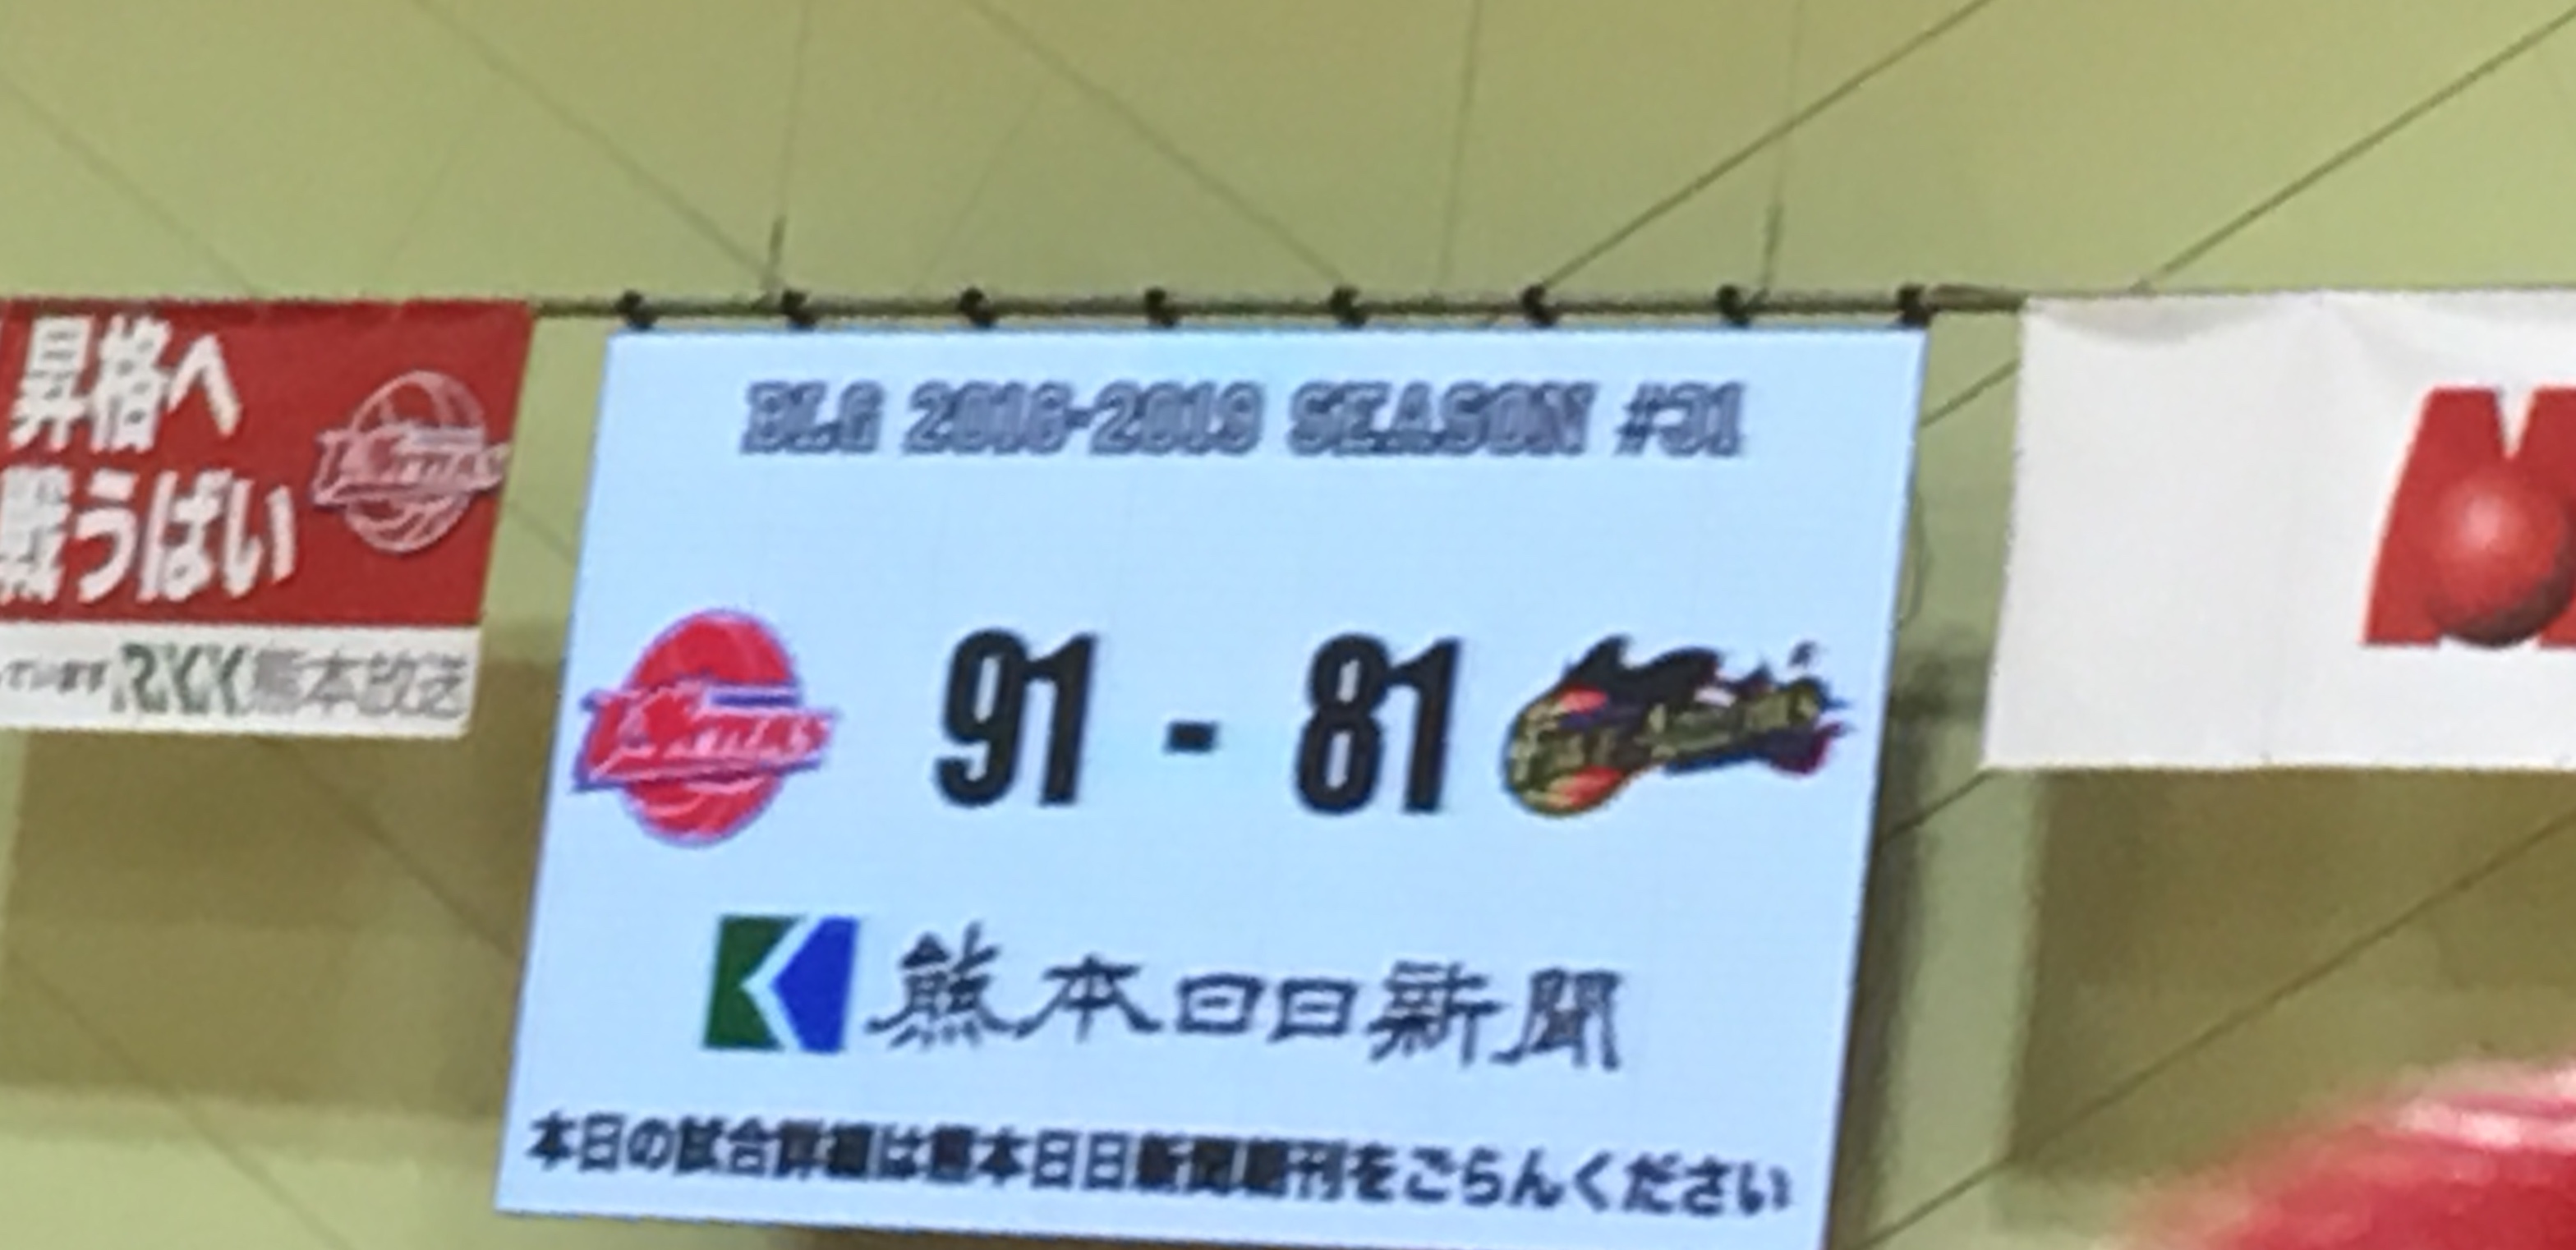 昇格へ
戦うばい
RKK熊本放送
BLG 2018-2019 SEASON #31
91 - 81
熊本日日新聞
本日の試合詳細は熊本日日新聞朝刊をごらんください